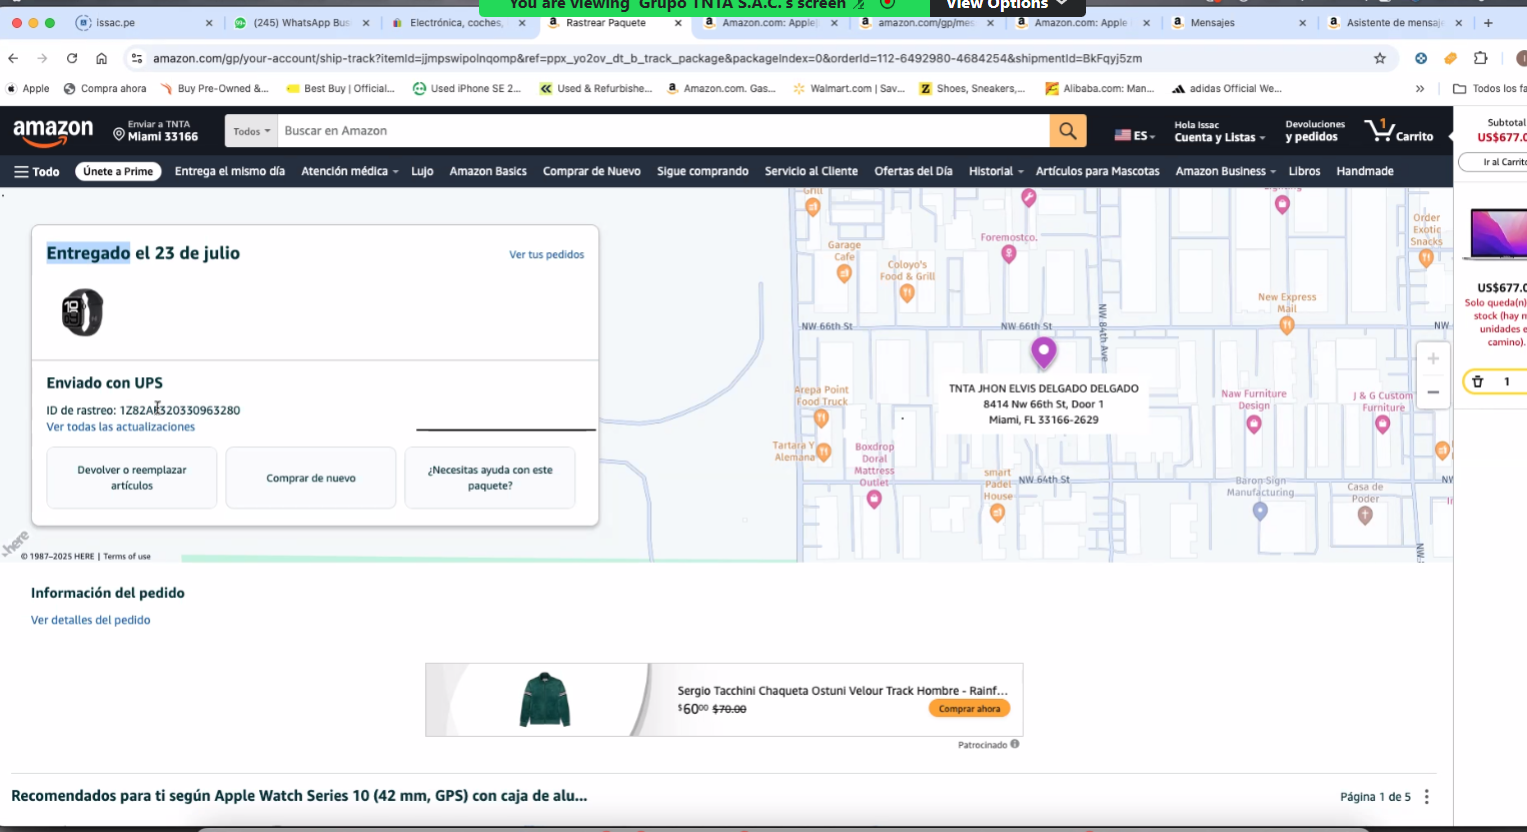 You are viewing Grupo TNTA S.A.C.'s screen
View Options
issac.pe
(245) WhatsApp Bus
Electrónica, coches,
Rastrear Paquete
Amazon.com: Apple
amazon.com/gp/mes
Amazon.com: Apple
Mensajes
Asistente de mensaj
amazon.com/gp/your-account/ship-track?itemId=jjmpswipolnqomp&ref=ppx_yo2ov_dt_b_track_package&packageIndex=0&orderId=112-6492980-4684254&shipmentId=BkFqyj5zm
Apple
Compra ahora
Buy Pre-Owned &...
Best Buy | Official...
Used iPhone SE 2...
Used & Refurbishe...
Amazon.com. Gas...
Walmart.com | Sav...
Shoes, Sneakers,...
Alibaba.com: Man...
adidas Official We...
Todos los fa
amazon
Enviar a TNTA
Miami 33166
Todos
Buscar en Amazon
ES
Hola Issac
Cuenta y Listas
Devoluciones
y pedidos
1
Carrito
Subtotal
US$677.0
Ir al Carrito
Todo
Únete a Prime
Entrega el mismo día
Atención médica
Lujo
Amazon Basics
Comprar de Nuevo
Sigue comprando
Servicio al Cliente
Ofertas del Día
Historial
Artículos para Mascotas
Amazon Business
Libros
Handmade
Entregado el 23 de julio
Ver tus pedidos
Enviado con UPS
ID de rastreo: 1Z82A 320330963280
Ver todas las actualizaciones
Devolver o reemplazar
artículos
Comprar de nuevo
¿Necesitas ayuda con este
paquete?
here
© 1987–2025 HERE | Terms of use
Grill
Foremostco.
Garage
Cafe
Coloyo's
Food & Grill
Order
Exotic
Snacks
New Express
Mail
NW 66th St
NW 66th St
NW
NW 84th Ave
TNTA JHON ELVIS DELGADO DELGADO
8414 Nw 66th St, Door 1
Miami, FL 33166-2629
Arepa Point
Food Truck
Naw Furniture
Design
J & G Custom
Furniture
Tartara Y
Alemana
Boxdrop
Doral
Mattress
Outlet
smart
Padel
House
NW 64th St
Baron Sign
Manufacturing
Casa de
Poder
NW
US$677.0
Solo queda(n)
stock (hay m
unidades e
camino).
1
Información del pedido
Ver detalles del pedido
Sergio Tacchini Chaqueta Ostuni Velour Track Hombre - Rainf...
$6000 $70.00
Comprar ahora
Patrocinado
Recomendados para ti según Apple Watch Series 10 (42 mm, GPS) con caja de alu...
Página 1 de 5